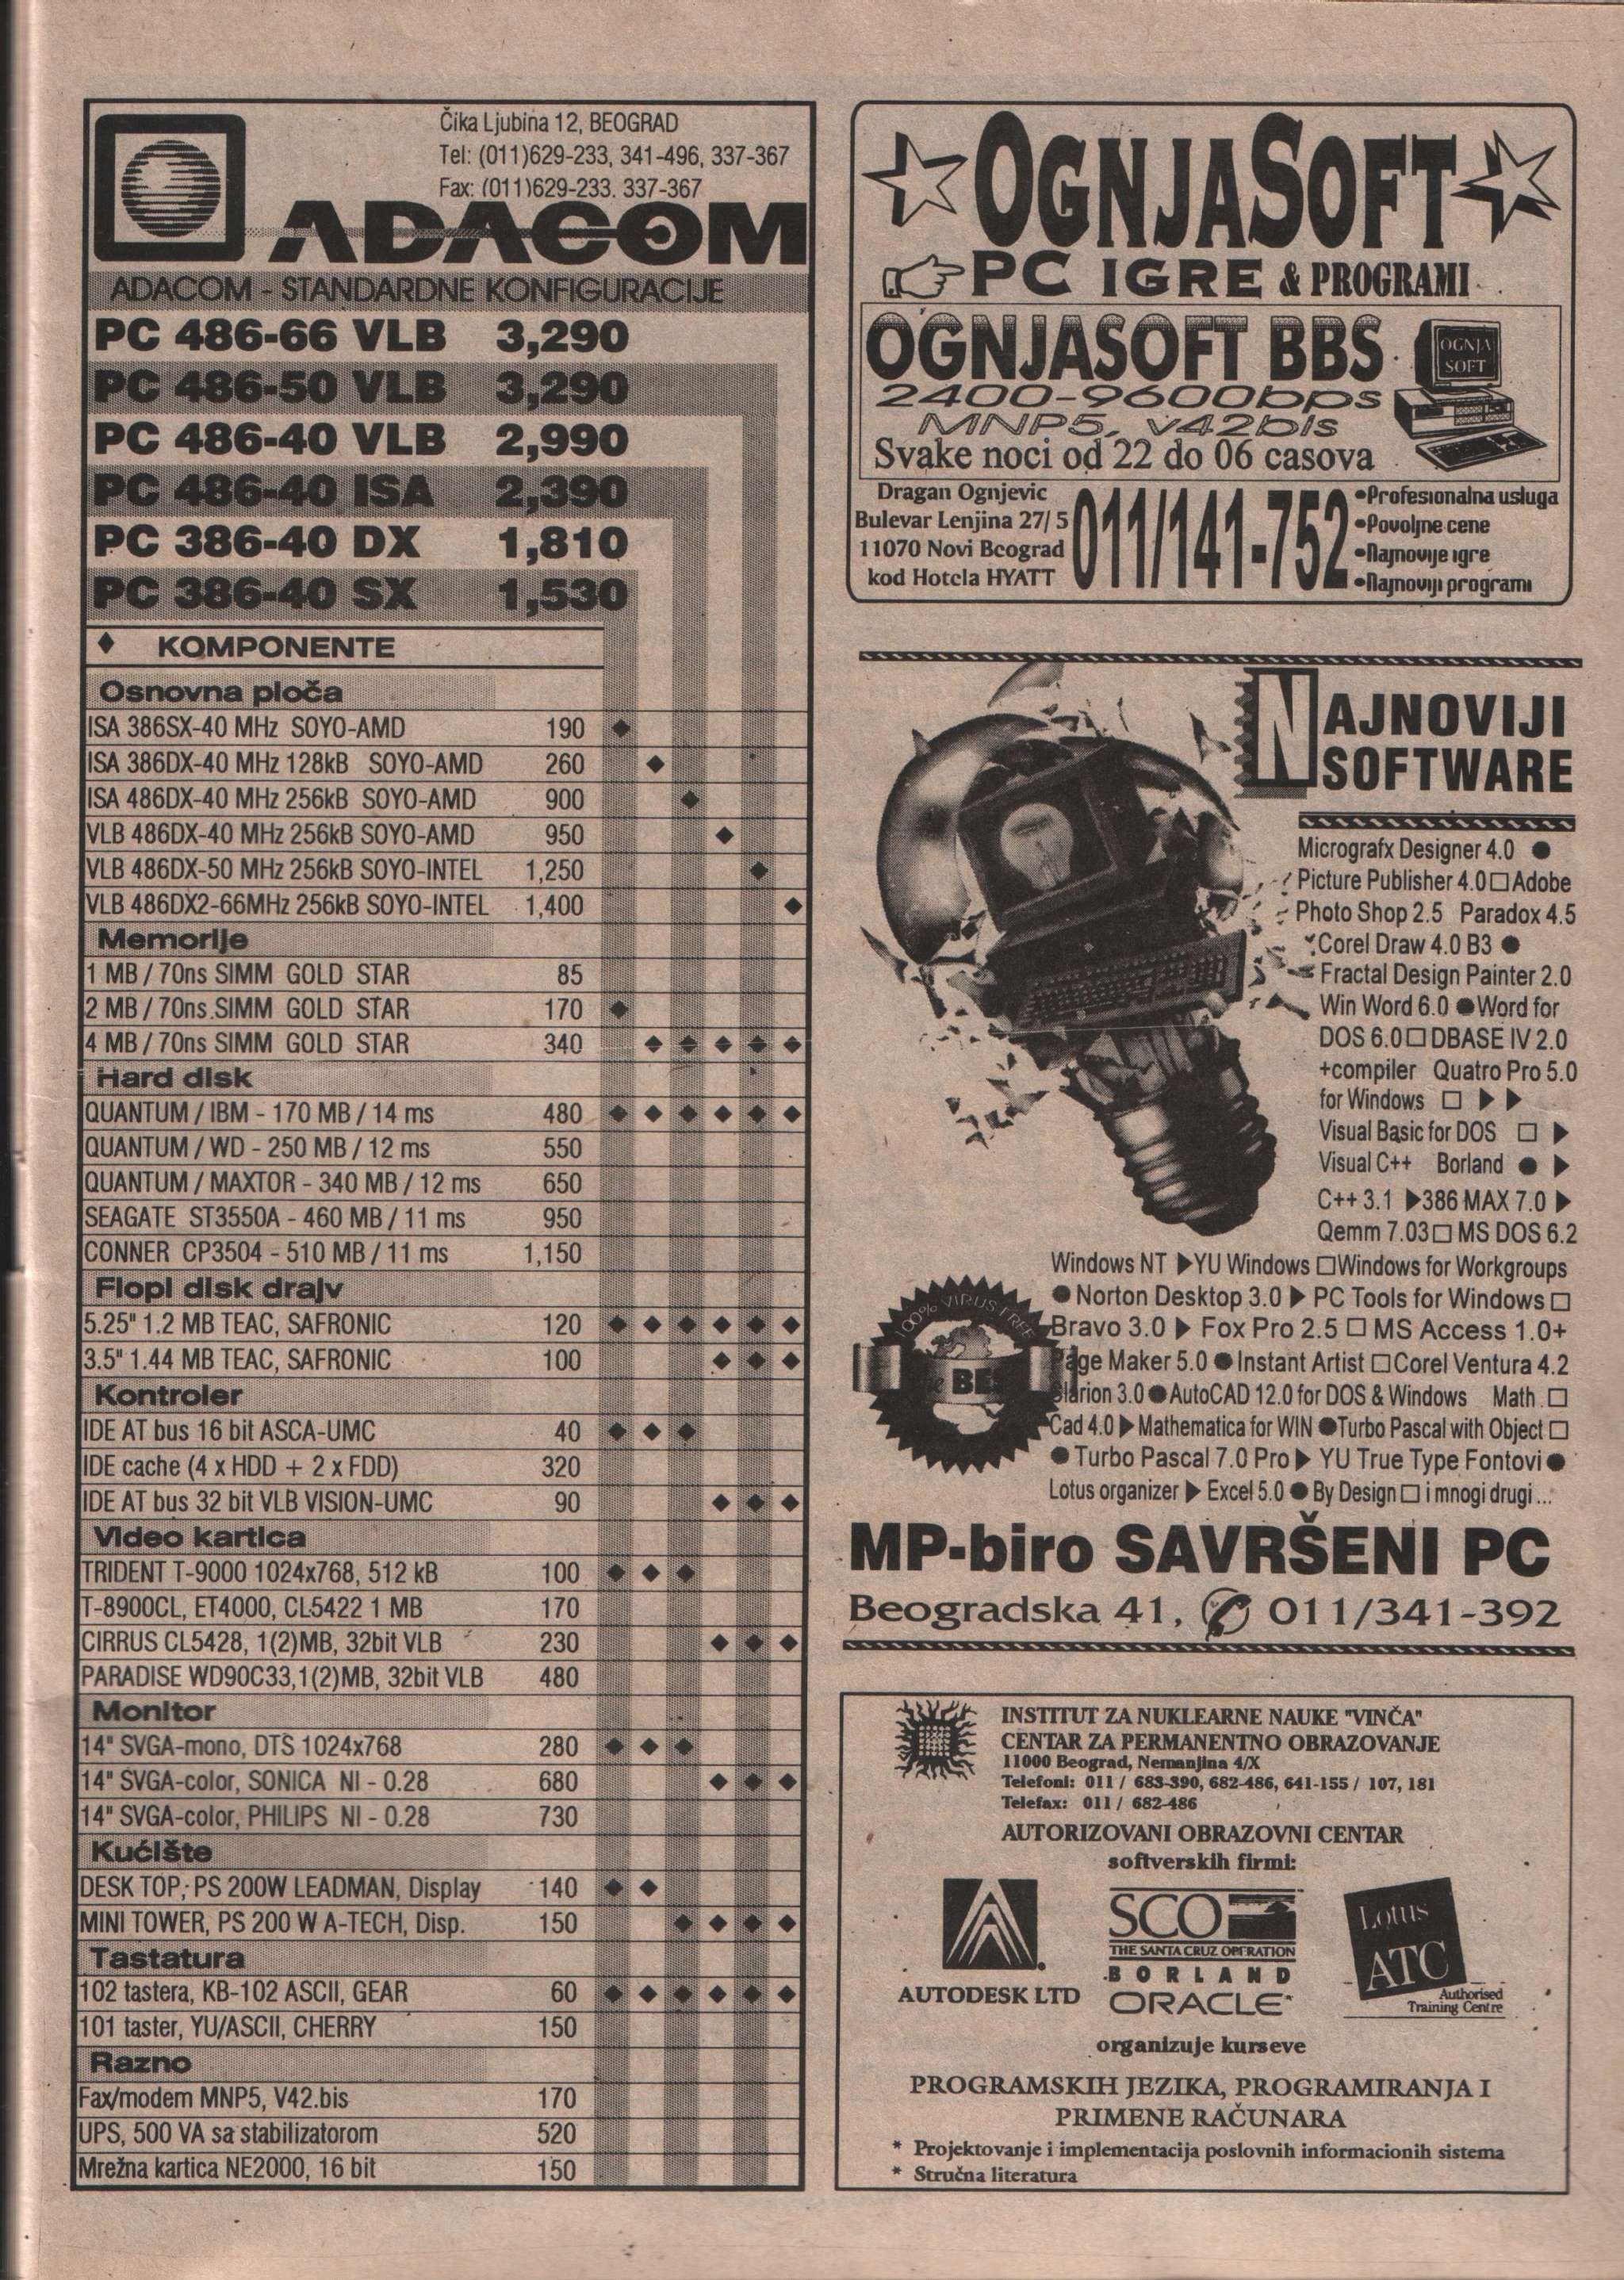 Čika Ljubina 12, BEOGRAD
Tel: (011)629-233, 341-496, 337-367
Fax: (011)629-233. 337-367
ADACOM
ADACOM - STANDARDNE KONFIGURACIJE
PC 486-66 VLB 3,290
PC 486-50 VLB 3,290
PC 486-40 VLB 2,990
PC 486-40 ISA 2,390
PC 386-40 DX 1,810
PC 386-40 SX 1,530
♦ KOMPONENTE
Osnovna ploča
ISA 386SX-40 MHz SOYO-AMD 190 ♦
ISA 386DX-40 MHz 128kB SOYO-AMD 260 ♦
ISA 486DX-40 MHz 256kB SOYO-AMD 900 ♦
VLB 486DX-40 MHz 256kB SOYO-AMD 950 ♦
VLB 486DX-50 MHz 256kB SOYO-INTEL 1,250 ♦
VLB 486DX2-66MHz 256kB SOYO-INTEL 1,400 ♦
Memorije
1 MB / 70ns SIMM GOLD STAR 85
2 MB / 70ns SIMM GOLD STAR 170 ♦
4 MB / 70ns SIMM GOLD STAR 340 ♦ ♦ ♦ ♦ ♦
Hard disk
QUANTUM / IBM - 170 MB / 14 ms 480 ♦ ♦ ♦ ♦ ♦ ♦
QUANTUM / WD - 250 MB / 12 ms 550
QUANTUM / MAXTOR - 340 MB / 12 ms 650
SEAGATE ST3550A - 460 MB / 11 ms 950
CONNER CP3504 - 510 MB / 11 ms 1,150
Flopi disk drajv
5.25" 1.2 MB TEAC, SAFRONIC 120 ♦ ♦ ♦ ♦ ♦ ♦
3.5" 1.44 MB TEAC, SAFRONIC 100 ♦ ♦ ♦
Kontroler
IDE AT bus 16 bit ASCA-UMC 40 ♦ ♦ ♦
IDE cache (4 x HDD + 2 x FDD) 320
IDE AT bus 32 bit VLB VISION-UMC 90 ♦ ♦ ♦
Video kartica
TRIDENT T-9000 1024x768, 512 kB 100 ♦ ♦ ♦
T-8900CL, ET4000, CL5422 1 MB 170
CIRRUS CL5428, 1(2)MB, 32bit VLB 230 ♦ ♦ ♦
PARADISE WD90C33,1(2)MB, 32bit VLB 480
Monitor
14" SVGA-mono, DTS 1024x768 280 ♦ ♦ ♦
14" SVGA-color, SONICA NI - 0.28 680 ♦ ♦ ♦
14" SVGA-color, PHILIPS NI - 0.28 730
Kućište
DESK TOP, PS 200W LEADMAN, Display 140 ♦ ♦
MINI TOWER, PS 200 W A-TECH, Disp. 150 ♦ ♦ ♦ ♦
Tastatura
102 tastera, KB-102 ASCII, GEAR 60 ♦ ♦ ♦ ♦ ♦ ♦
101 taster, YU/ASCII, CHERRY 150
Razno
Fax/modem MNP5, V42.bis 170
UPS, 500 VA sa stabilizatorom 520
Mrežna kartica NE2000, 16 bit 150
OGNJASOFT
PC IGRE & PROGRAMI
OGNJASOFT BBS
OGNJA
SOFT
2400-9600bps
MNP5, v42bis
Svake noci od 22 do 06 casova
Dragan Ognjevic
Bulevar Lenjina 27/ 5
11070 Novi Beograd
kod Hotela HYATT
011/141-752
•Profesionalna usluga
•Povoljne cene
•Najnovije igre
•Najnoviji programi
NAJNOVIJI
SOFTWARE
Micrografx Designer 4.0 ●
Picture Publisher 4.0 □ Adobe
Photo Shop 2.5 Paradox 4.5
Corel Draw 4.0 B3 ●
Fractal Design Painter 2.0
Win Word 6.0 ● Word for
DOS 6.0 □ DBASE IV 2.0
+compiler Quatro Pro 5.0
for Windows □ ▶ ▶
Visual Basic for DOS □ ▶
Visual C++ Borland ● ▶
C++ 3.1 ▶ 386 MAX 7.0 ▶
Qemm 7.03 □ MS DOS 6.2
Windows NT ▶ YU Windows □ Windows for Workgroups
● Norton Desktop 3.0 ▶ PC Tools for Windows □
Bravo 3.0 ▶ Fox Pro 2.5 □ MS Access 1.0+
Page Maker 5.0 ● Instant Artist □ Corel Ventura 4.2
Clarion 3.0 ● AutoCAD 12.0 for DOS & Windows Math □
Cad 4.0 ▶ Mathematica for WIN ● Turbo Pascal with Object □
● Turbo Pascal 7.0 Pro ▶ YU True Type Fontovi ●
Lotus organizer ▶ Excel 5.0 ● By Design □ i mnogi drugi ...
100% VIRUS FREE
MP-biro SAVRŠENI PC
Beogradska 41, ✆ 011/341-392
INSTITUT ZA NUKLEARNE NAUKE "VINČA"
CENTAR ZA PERMANENTNO OBRAZOVANJE
11000 Beograd, Nemanjina 4/X
Telefoni: 011 / 683-390, 682-486, 641-155 / 107, 181
Telefax: 011 / 682-486
AUTORIZOVANI OBRAZOVNI CENTAR
softverskih firmi:
AUTODESK LTD
SCO
THE SANTA CRUZ OPERATION
BORLAND
ORACLE
Lotus
ATC
Authorised
Training Centre
organizuje kurseve
PROGRAMSKIH JEZIKA, PROGRAMIRANJA I
PRIMENE RAČUNARA
* Projektovanje i implementacija poslovnih informacionih sistema
* Stručna literatura